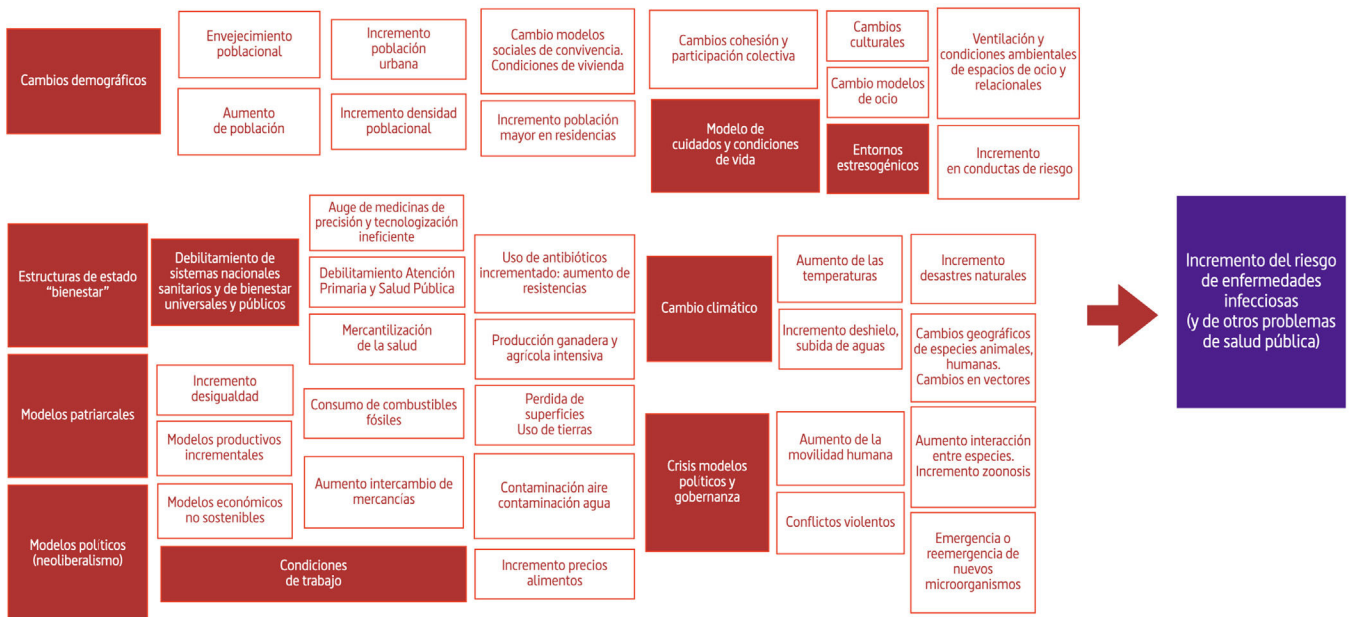 Cambios demográficos
Envejecimiento
poblacional
Incremento
población
urbana
Cambio modelos
sociales de convivencia.
Condiciones de vivienda
Aumento
de población
Incremento densidad
poblacional
Incremento población
mayor en residencias
Cambios cohesión y
participación colectiva
Cambios
culturales
Cambio modelos
de ocio
Ventilación y
condiciones ambientales
de espacios de ocio y
relacionales
Modelo de
cuidados y condiciones
de vida
Entornos
estresogénicos
Incremento
en conductas de riesgo
Estructuras de estado
“bienestar”
Debilitamiento de
sistemas nacionales
sanitarios y de bienestar
universales y públicos
Auge de medicinas de
precisión y tecnologización
ineficiente
Debilitamiento Atención
Primaria y Salud Pública
Mercantilización
de la salud
Uso de antibióticos
incrementado: aumento de
resistencias
Producción ganadera y
agrícola intensiva
Modelos patriarcales
Incremento
desigualdad
Modelos productivos
incrementales
Consumo de combustibles
fósiles
Perdida de
superficies
Uso de tierras
Modelos políticos
(neoliberalismo)
Modelos económicos
no sostenibles
Aumento intercambio de
mercancías
Contaminación aire
contaminación agua
Condiciones
de trabajo
Incremento precios
alimentos
Cambio climático
Aumento de las
temperaturas
Incremento
desastres naturales
Incremento deshielo,
subida de aguas
Cambios geográficos
de especies animales,
humanas.
Cambios en vectores
Crisis modelos
políticos y
gobernanza
Aumento de la
movilidad humana
Aumento interacción
entre especies.
Incremento zoonosis
Conflictos violentos
Emergencia o
reemergencia de
nuevos
microorganismos
Incremento del riesgo
de enfermedades
infecciosas
(y de otros problemas
de salud pública)